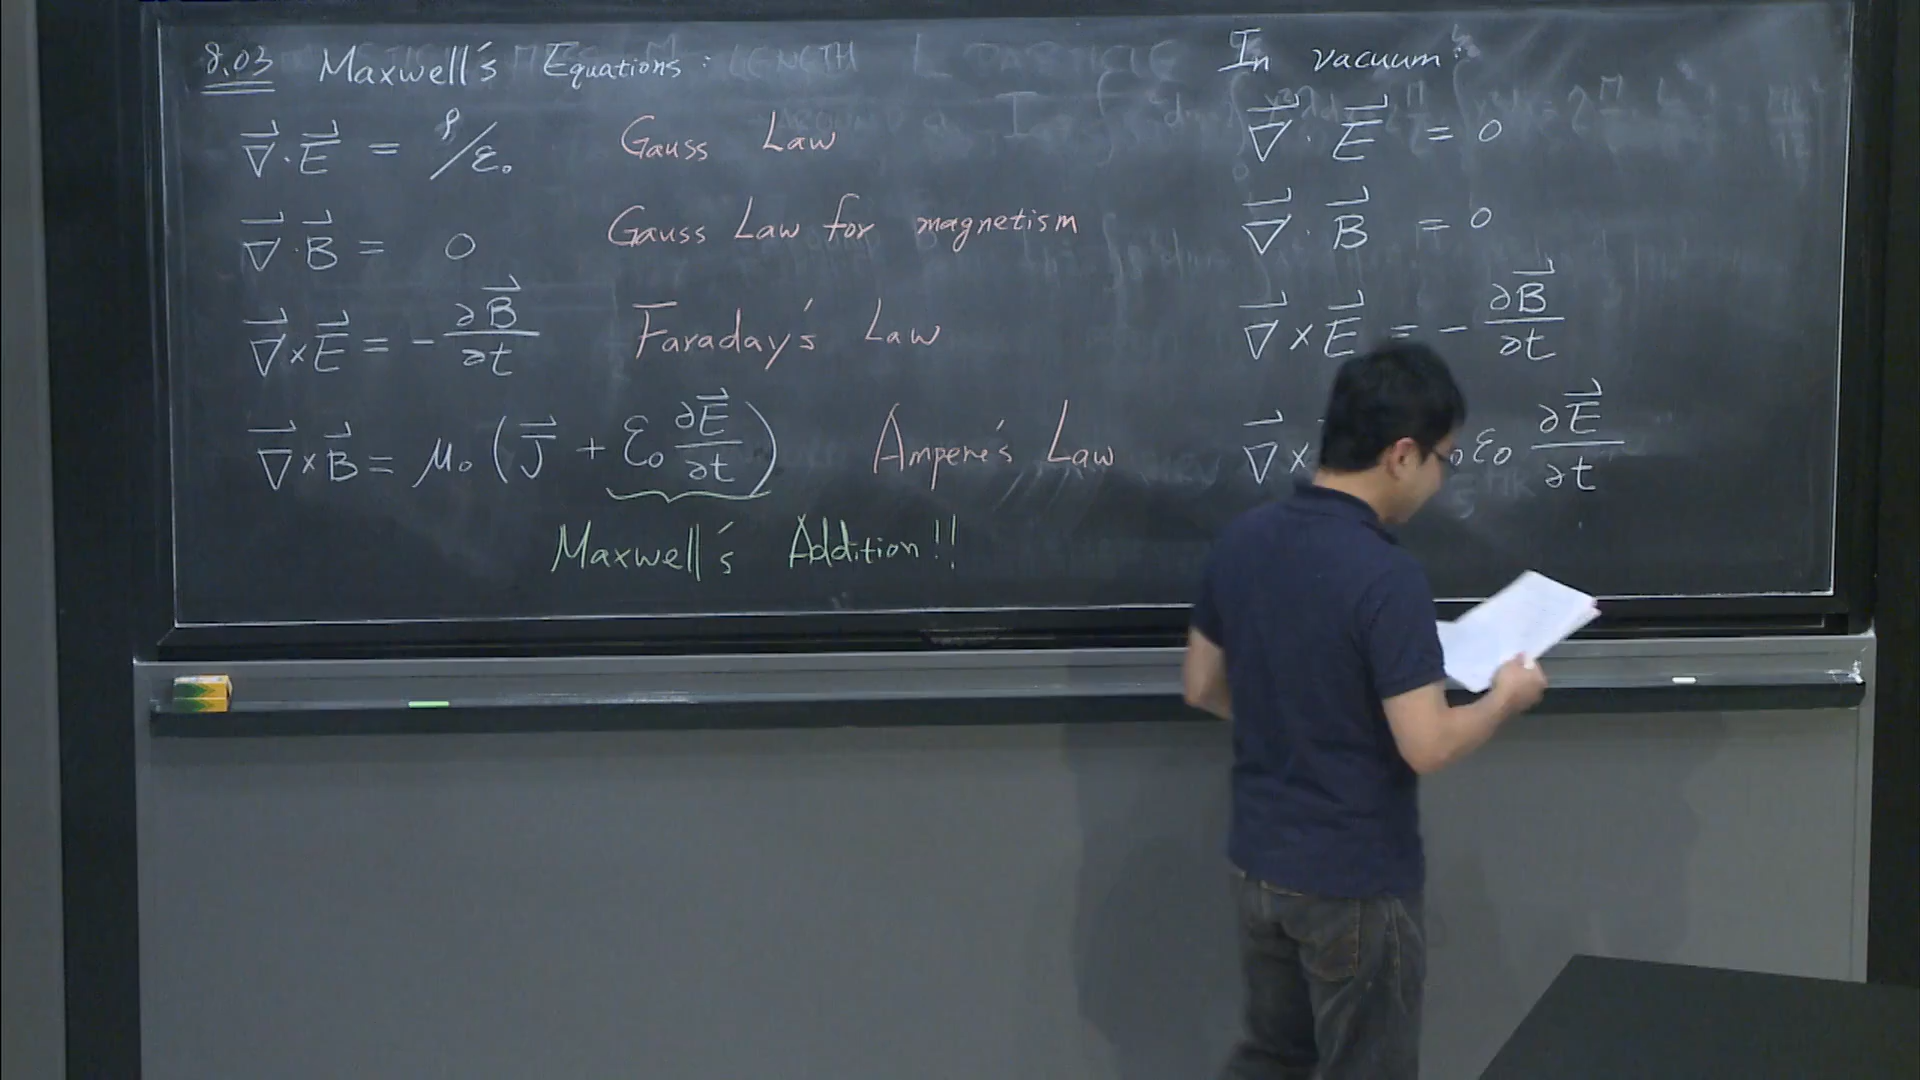 8.03 Maxwell's Equations:
∇⃗·E⃗ = ρ/ε₀ Gauss Law
∇⃗·B⃗ = 0 Gauss Law for magnetism
∇⃗×E⃗ = -∂B⃗/∂t Faraday's Law
∇⃗×B⃗ = μ₀(J⃗ + ε₀ ∂E⃗/∂t) Ampere's Law
Maxwell's Addition!!
In vacuum:
∇⃗·E⃗ = 0
∇⃗·B⃗ = 0
∇⃗×E⃗ = -∂B⃗/∂t
∇⃗× ε₀ ∂E⃗/∂t